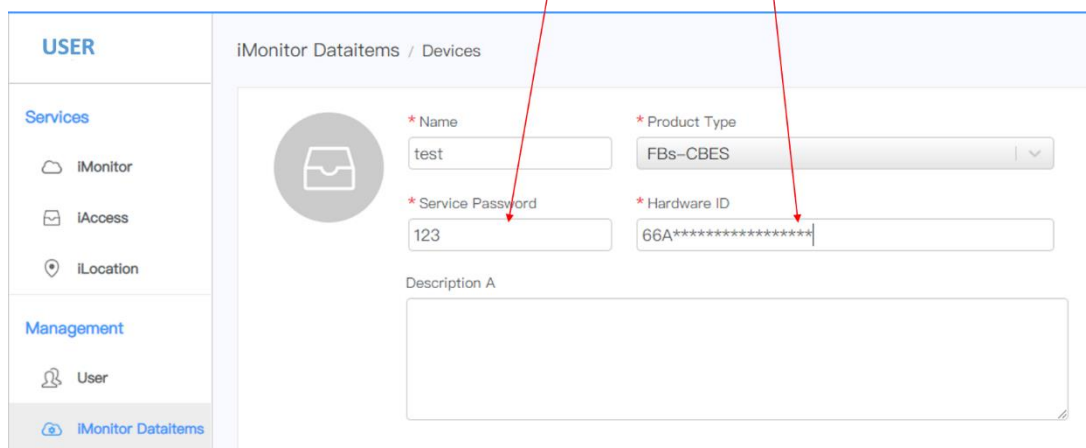 USER
iMonitor Dataitems / Devices
Services
iMonitor
iAccess
iLocation
Management
User
iMonitor Dataitems
* Name
* Product Type
test
FBs-CBES
* Service Password
* Hardware ID
123
66A*****************
Description A